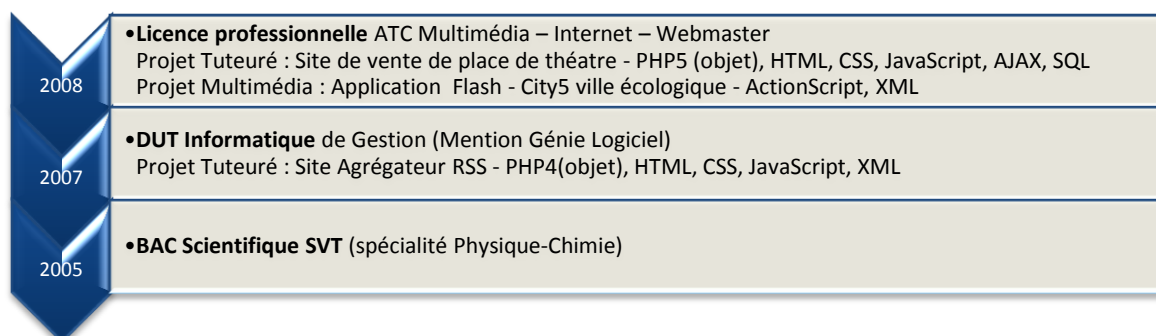 2008
•Licence professionnelle ATC Multimédia – Internet – Webmaster
Projet Tuteuré : Site de vente de place de théatre - PHP5 (objet), HTML, CSS, JavaScript, AJAX, SQL
Projet Multimédia : Application Flash - City5 ville écologique - ActionScript, XML
2007
•DUT Informatique de Gestion (Mention Génie Logiciel)
Projet Tuteuré : Site Agrégateur RSS - PHP4(objet), HTML, CSS, JavaScript, XML
2005
•BAC Scientifique SVT (spécialité Physique-Chimie)